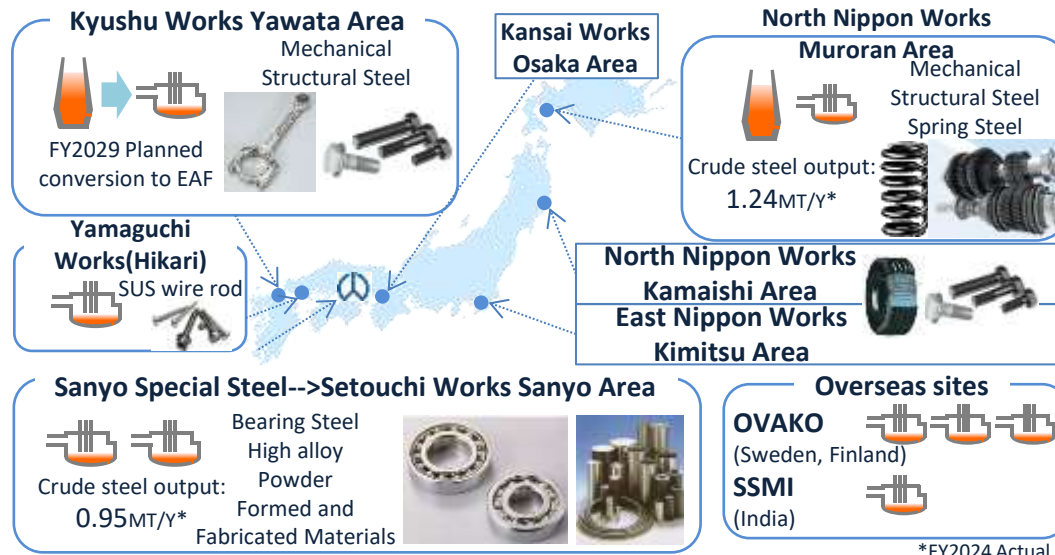 Kyushu Works Yawata Area
Mechanical
Structural Steel
FY2029 Planned
conversion to EAF
Kansai Works
Osaka Area
North Nippon Works
Muroran Area
Mechanical
Structural Steel
Spring Steel
Crude steel output:
1.24MT/Y*
Yamaguchi
Works(Hikari)
SUS wire rod
North Nippon Works
Kamaishi Area
East Nippon Works
Kimitsu Area
Sanyo Special Steel-->Setouchi Works Sanyo Area
Bearing Steel
High alloy
Powder
Formed and
Fabricated Materials
Crude steel output:
0.95MT/Y*
Overseas sites
OVAKO
(Sweden, Finland)
SSMI
(India)
*FY2024 Actual